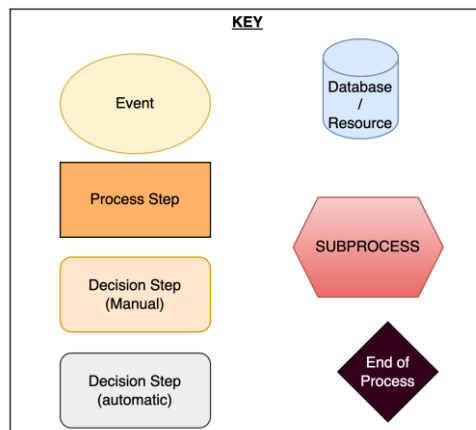 KEY
Event
Database
/
Resource
Process Step
SUBPROCESS
Decision Step
(Manual)
End of
Process
Decision Step
(automatic)